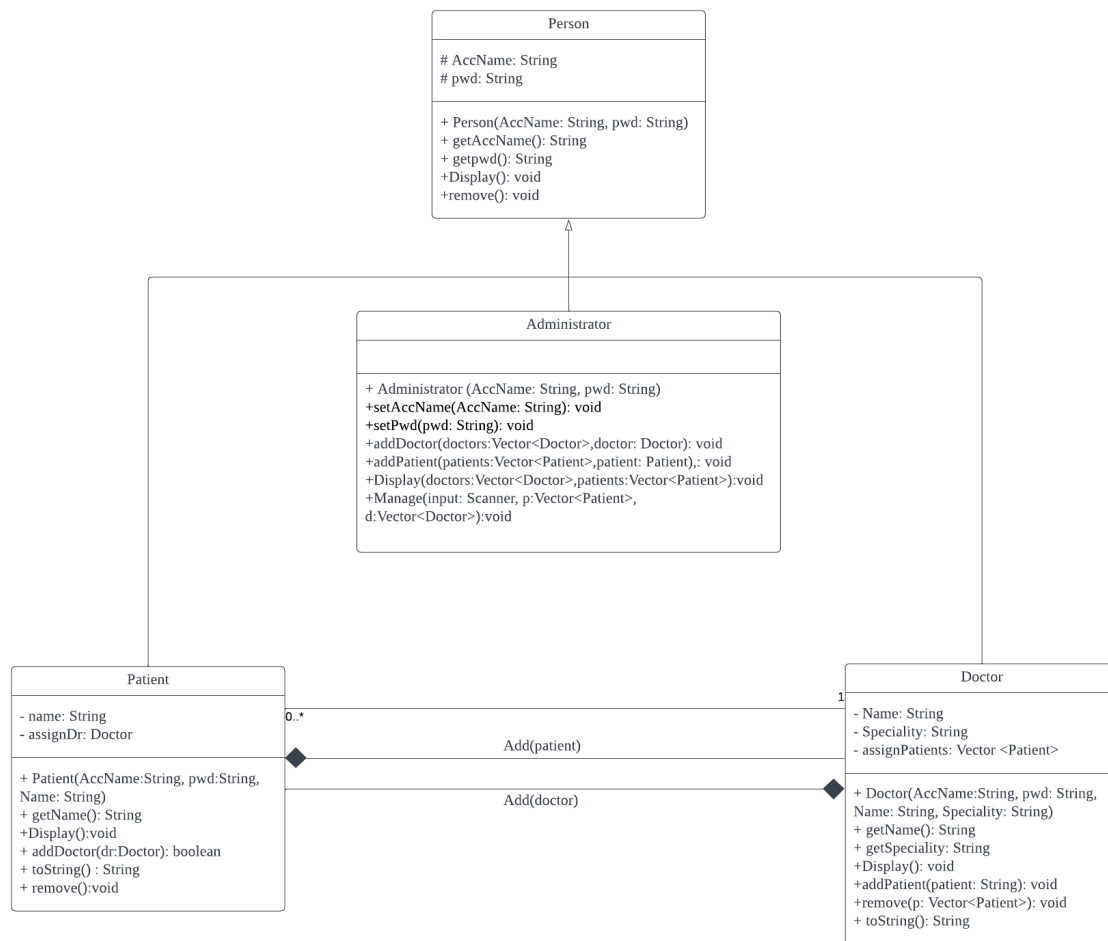 Person
# AccName: String
# pwd: String
+ Person(AccName: String, pwd: String)
+ getAccName(): String
+ getpwd(): String
+Display(): void
+remove(): void
Administrator
+ Administrator (AccName: String, pwd: String)
+setAccName(AccName: String): void
+setPwd(pwd: String): void
+addDoctor(doctors:Vector<Doctor>,doctor: Doctor): void
+addPatient(patients:Vector<Patient>,patient: Patient),: void
+Display(doctors:Vector<Doctor>,patients:Vector<Patient>):void
+Manage(input: Scanner, p:Vector<Patient>,
d:Vector<Doctor>):void
Patient
- name: String
- assignDr: Doctor
+ Patient(AccName:String, pwd:String,
Name: String)
+ getName(): String
+Display():void
+ addDoctor(dr:Doctor): boolean
+ toString() : String
+ remove():void
0..*
1
Add(patient)
Add(doctor)
Doctor
- Name: String
- Speciality: String
- assignPatients: Vector <Patient>
+ Doctor(AccName:String, pwd: String,
Name: String, Speciality: String)
+ getName(): String
+ getSpeciality: String
+Display(): void
+addPatient(patient: String): void
+remove(p: Vector<Patient>): void
+ toString(): String